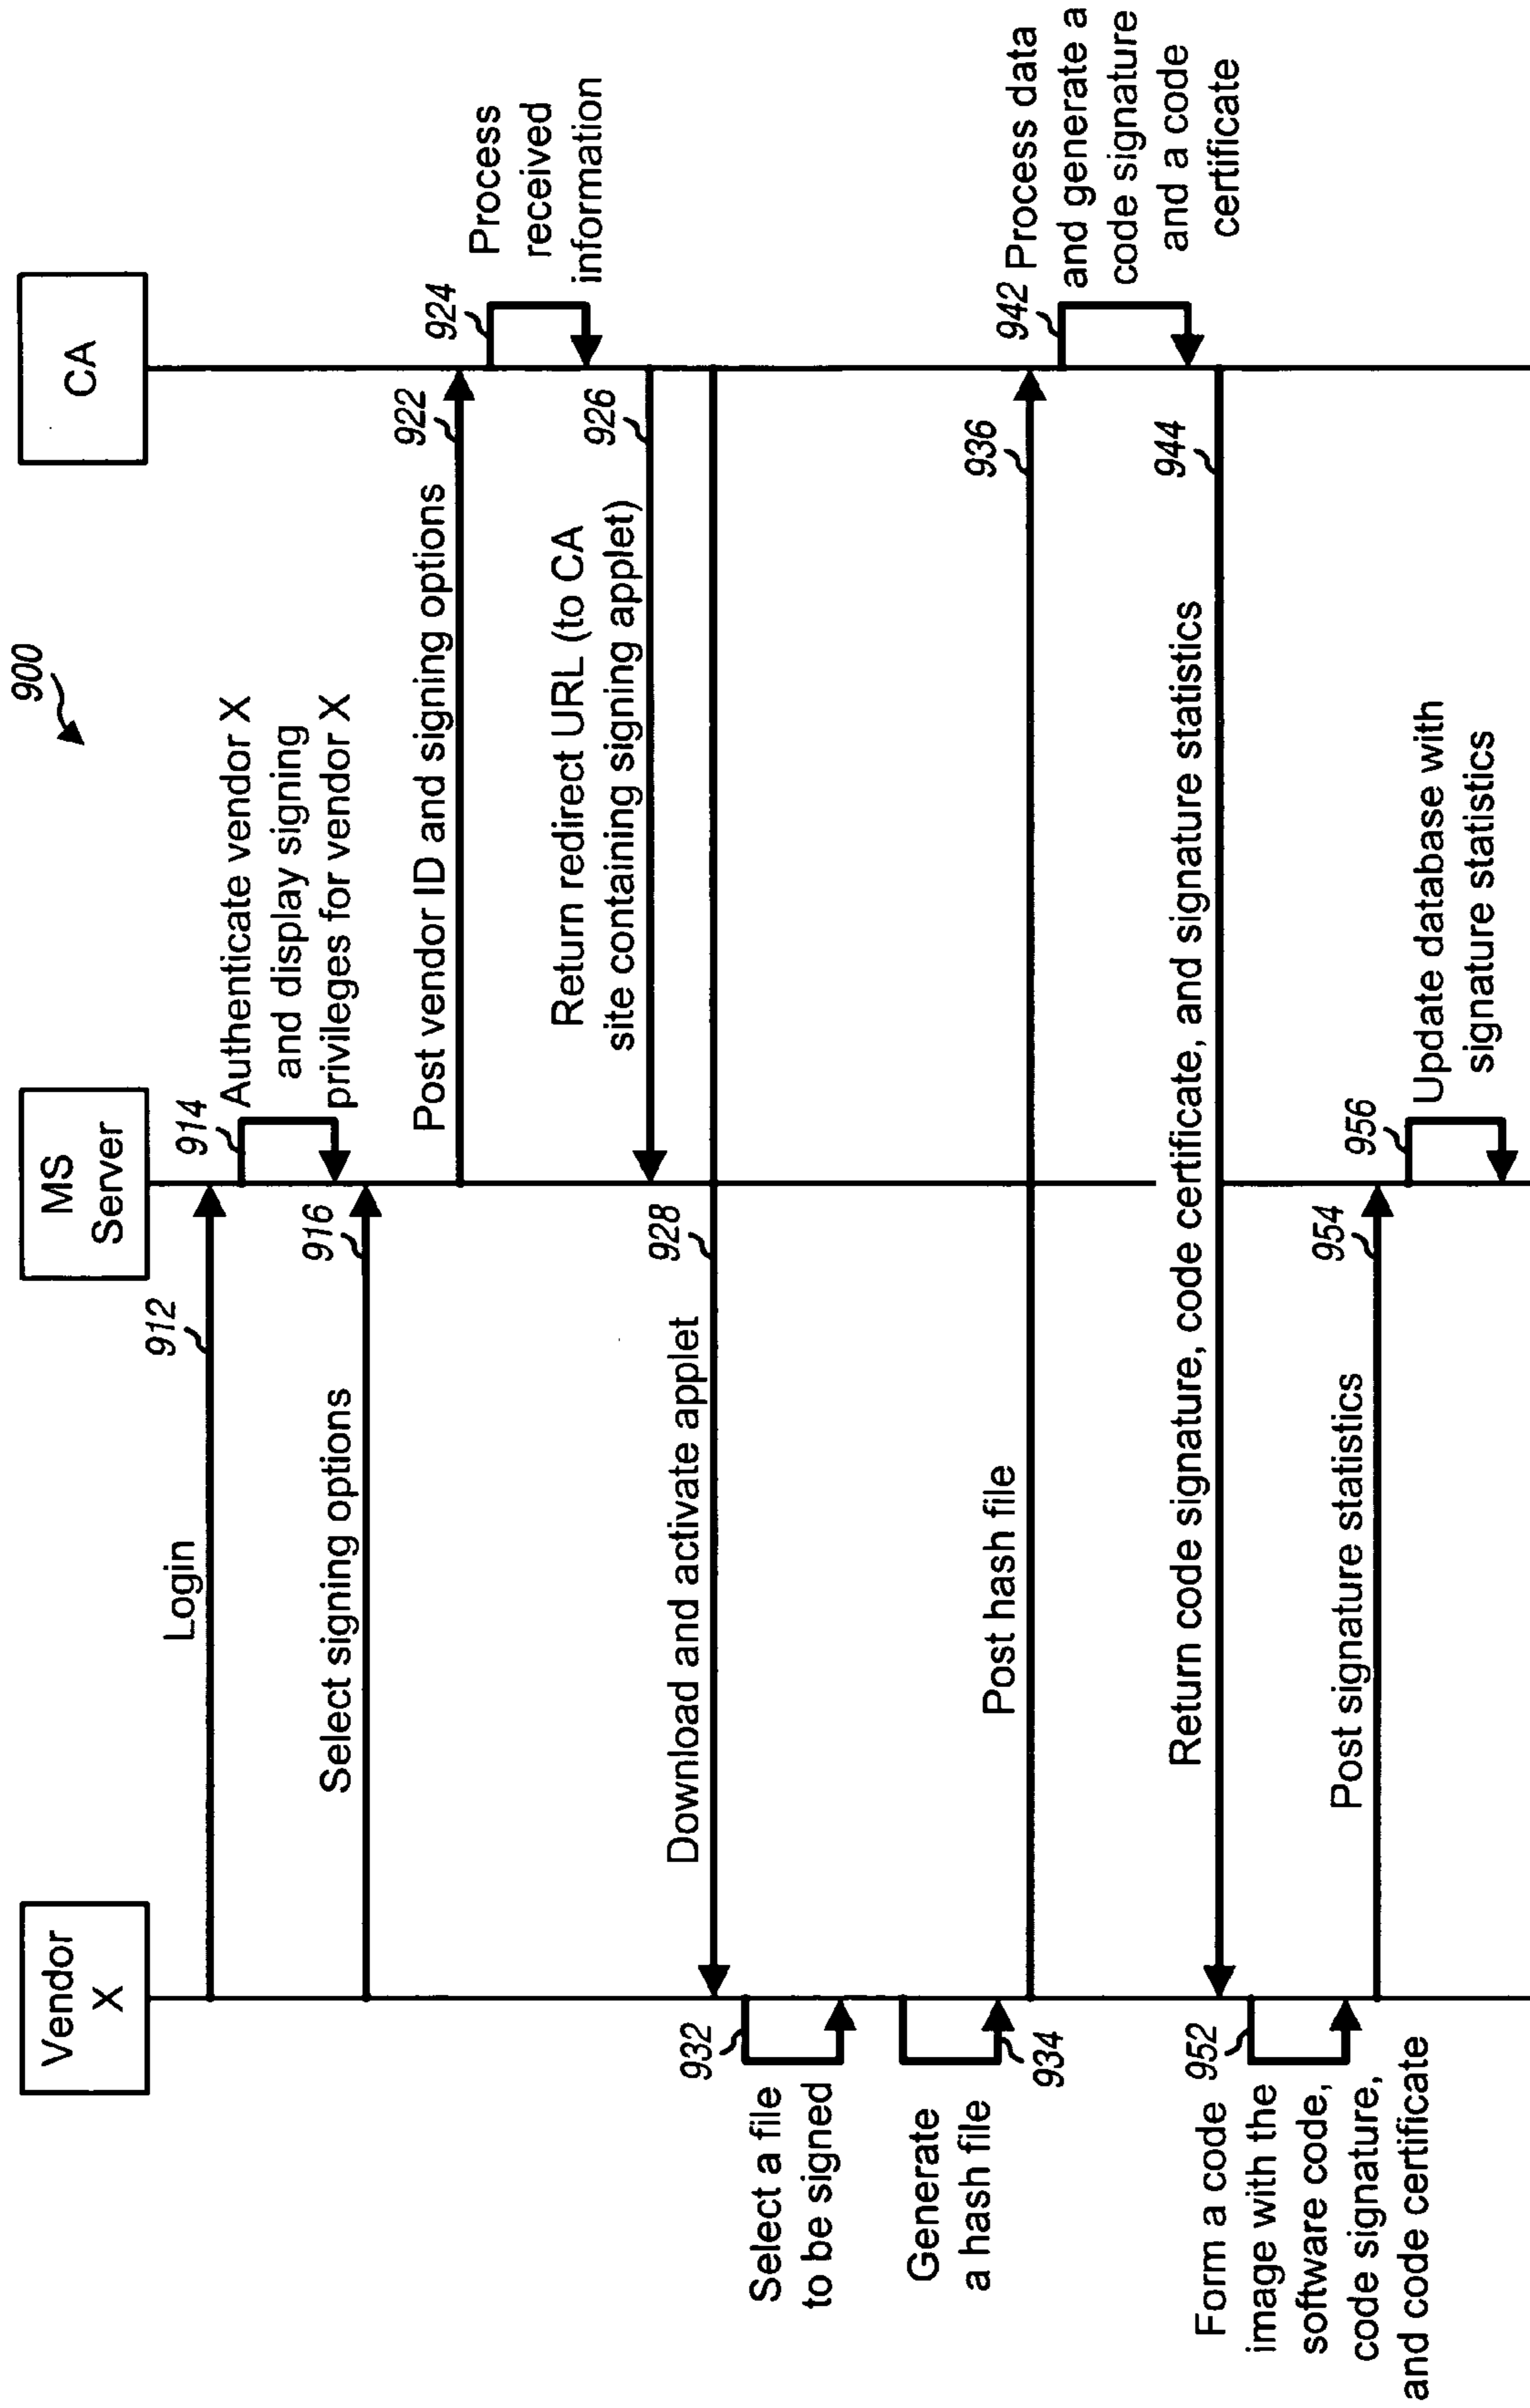 900
Vendor
X
MS
Server
CA
912
Login
914
Authenticate vendor X
and display signing
privileges for vendor X
916
Select signing options
922
Post vendor ID and signing options
924
Process
received
information
926
Return redirect URL (to CA
site containing signing applet)
928
Download and activate applet
932
Select a file
to be signed
Generate
a hash file
934
936
Post hash file
942
Process data
and generate a
code signature
and a code
certificate
944
Return code signature, code certificate, and signature statistics
952
Form a code
image with the
software code,
code signature,
and code certificate
954
Post signature statistics
956
Update database with
signature statistics